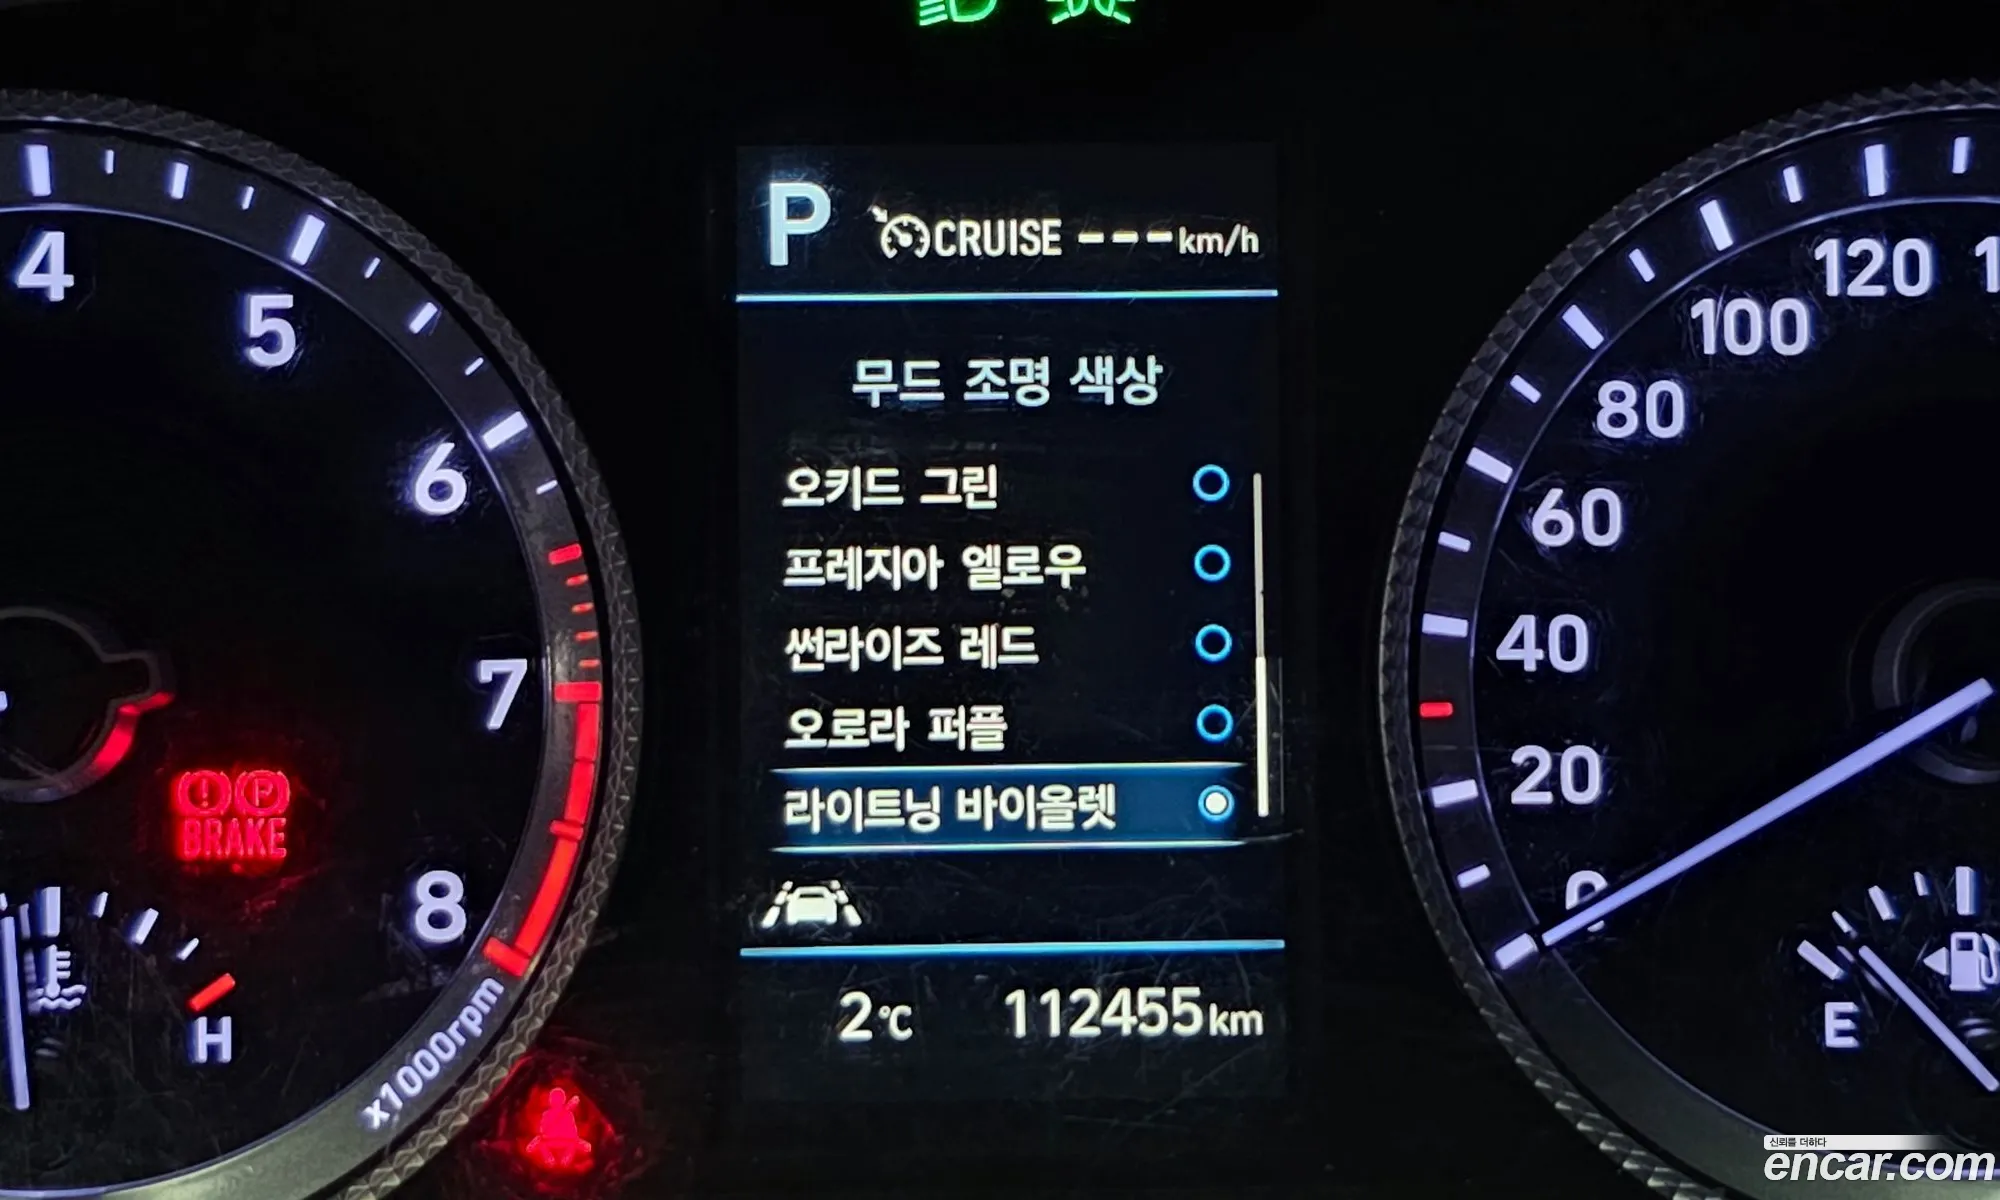 P CRUISE ---km/h
무드 조명 색상
오키드 그린
프레지아 옐로우
썬라이즈 레드
오로라 퍼플
라이트닝 바이올렛
2℃ 112455km
4
5
6
7
8
x1000rpm
H
BRAKE
P
120
100
80
60
40
20
0
E
신뢰를 더하다
encar.com